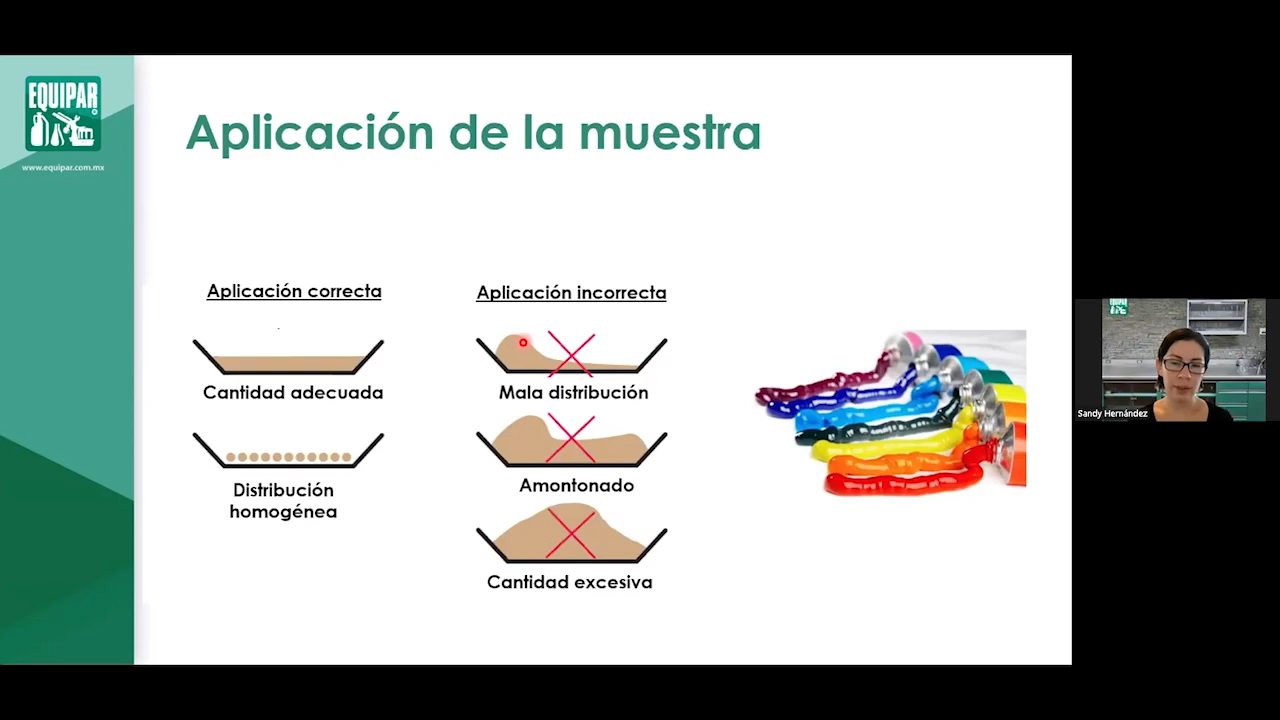 EQUIPAR
www.equipar.com.mx
Aplicación de la muestra
Aplicación correcta
Cantidad adecuada
Distribución
homogénea
Aplicación incorrecta
Mala distribución
Amontonado
Cantidad excesiva
EQUIPAR
Sandy Hernández